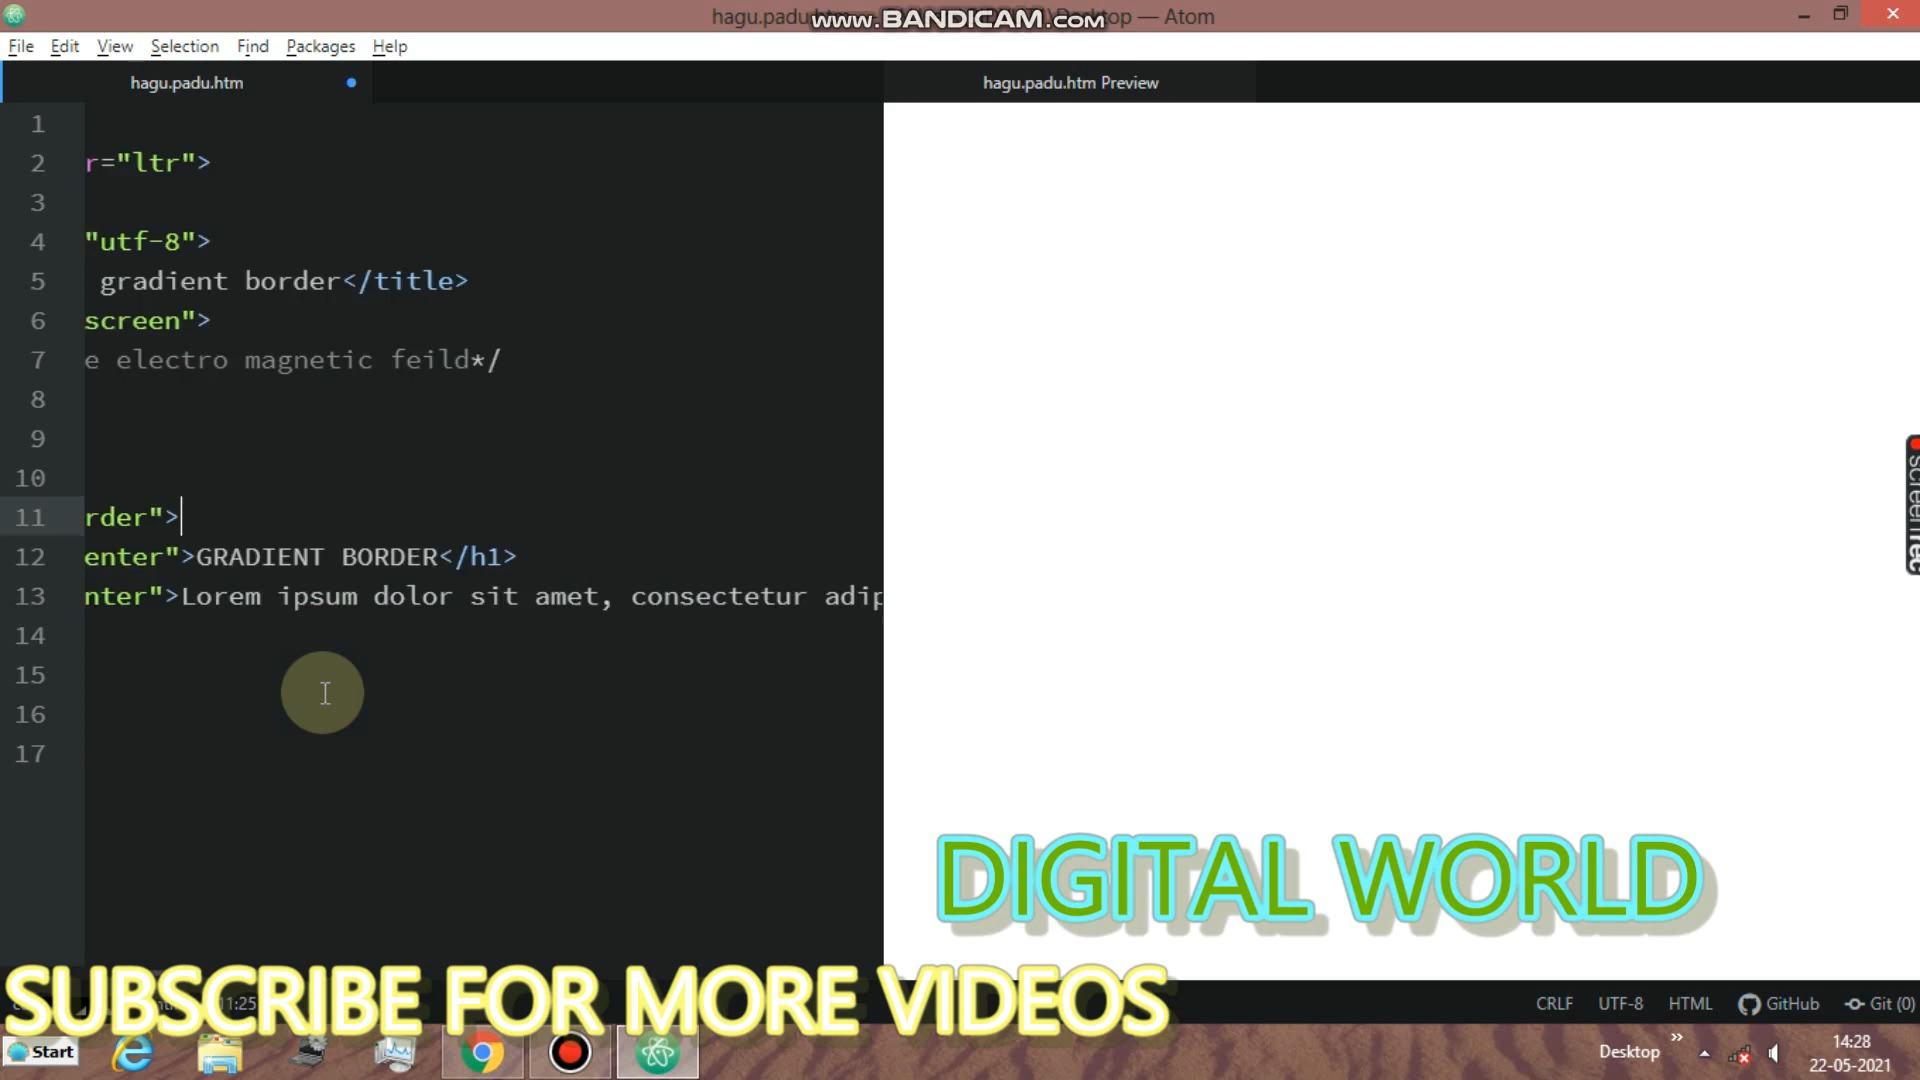 www.BANDICAM.com
hagu.padu
— Atom
File Edit View Selection Find Packages Help
hagu.padu.htm
hagu.padu.htm Preview
1
2 r="ltr">
3
4 "utf-8">
5 gradient border</title>
6 screen">
7 e electro magnetic feild*/
8
9
10
11 rder">
12 enter">GRADIENT BORDER</h1>
13 nter">Lorem ipsum dolor sit amet, consectetur adip
14
15
16
17
screenrec
DIGITAL WORLD
SUBSCRIBE FOR MORE VIDEOS
11:25
CRLF UTF-8 HTML GitHub Git (0)
Start
Desktop
14:28
22-05-2021